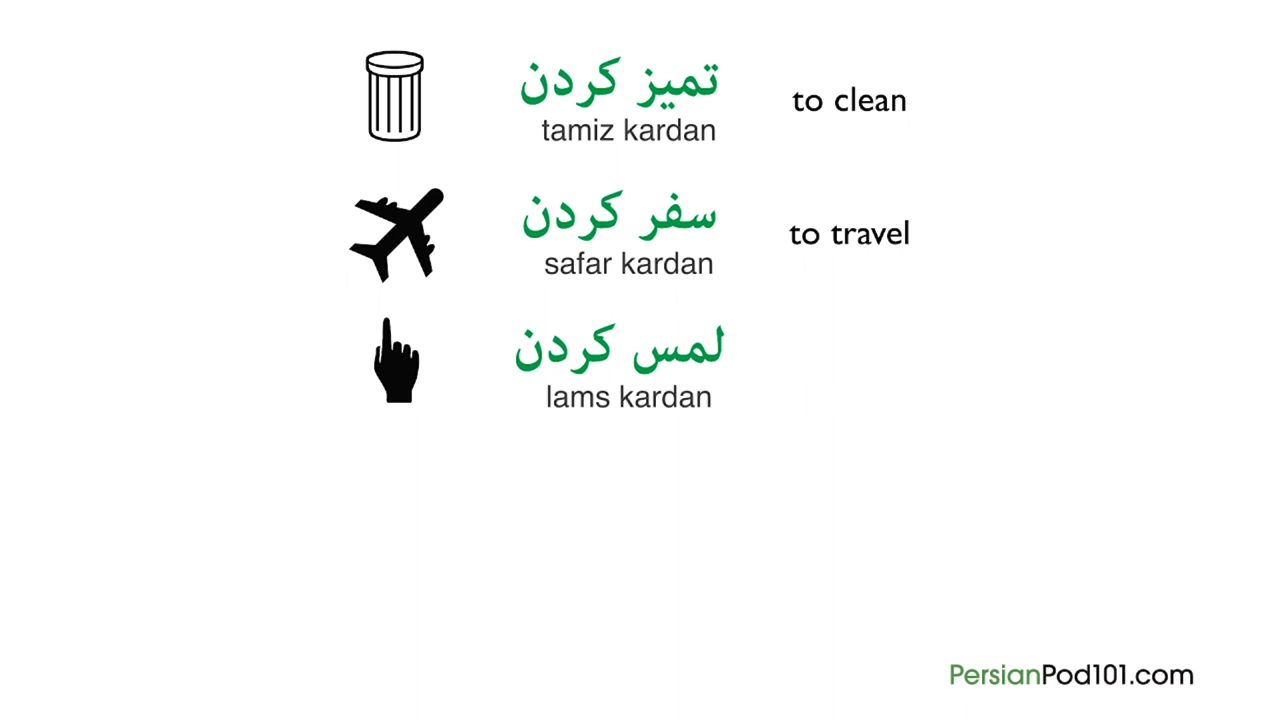 تمیز کردن
tamiz kardan
to clean
سفر کردن
safar kardan
to travel
لمس کردن
lams kardan
PersianPod101.com